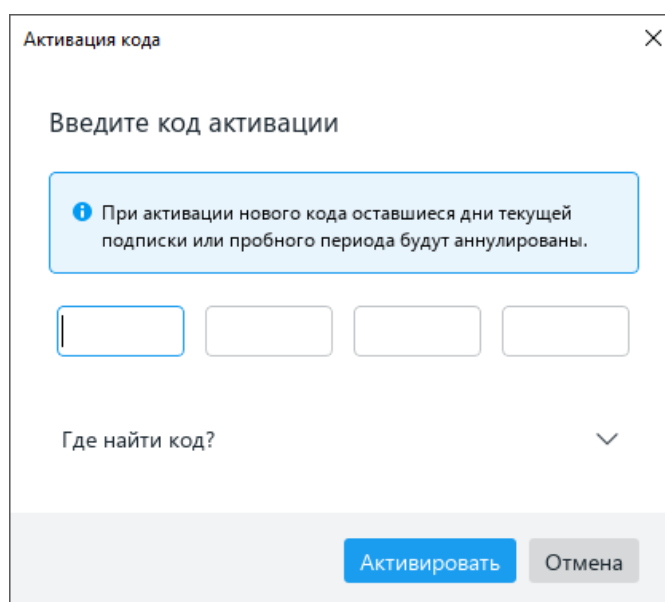 Активация кода
Введите код активации
При активации нового кода оставшиеся дни текущей
подписки или пробного периода будут аннулированы.
Где найти код?
Активировать Отмена